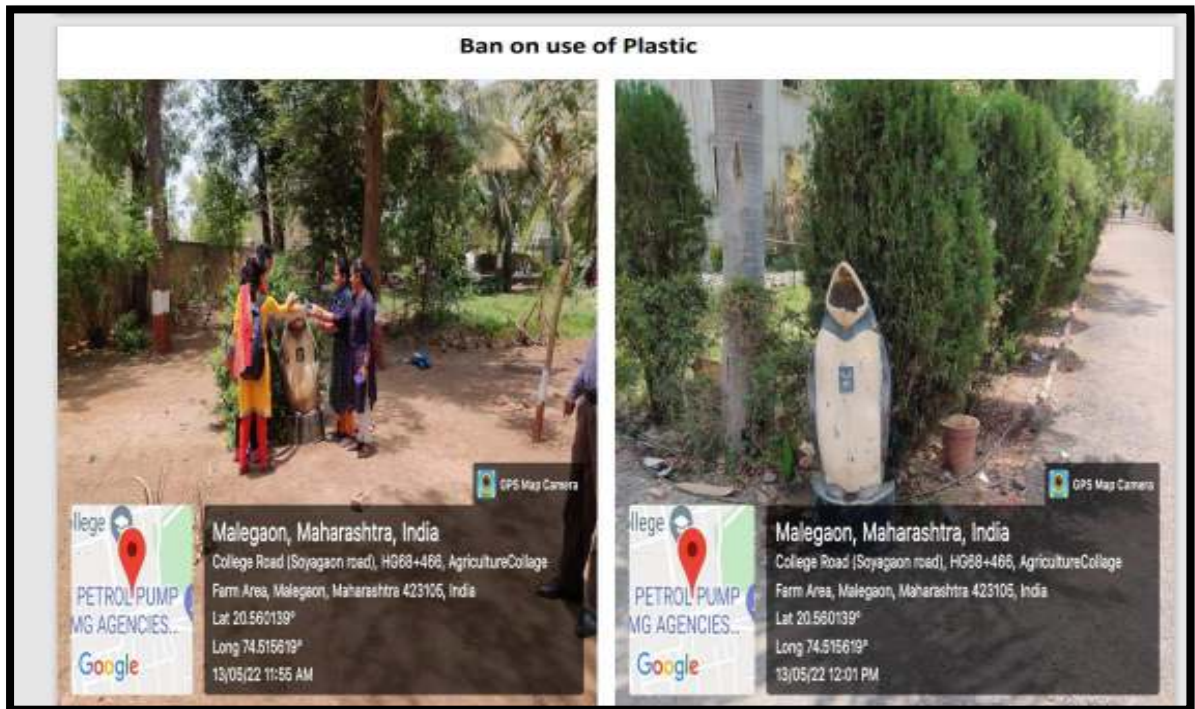 Ban on use of Plastic
GPS Map Camera
llege
PETROL PUMP
MG AGENCIES...
Google
Malegaon, Maharashtra, India
College Road (Soyagaon road), HG68+466, AgricultureCollage
Farm Area, Malegaon, Maharashtra 423105, India
Lat 20.560139°
Long 74.515619°
13/05/22 11:55 AM
GPS Map Camera
llege
PETROL PUMP
MG AGENCIES...
Google
Malegaon, Maharashtra, India
College Road (Soyagaon road), HG68+466, AgricultureCollage
Farm Area, Malegaon, Maharashtra 423105, India
Lat 20.560139°
Long 74.515619°
13/05/22 12:01 PM